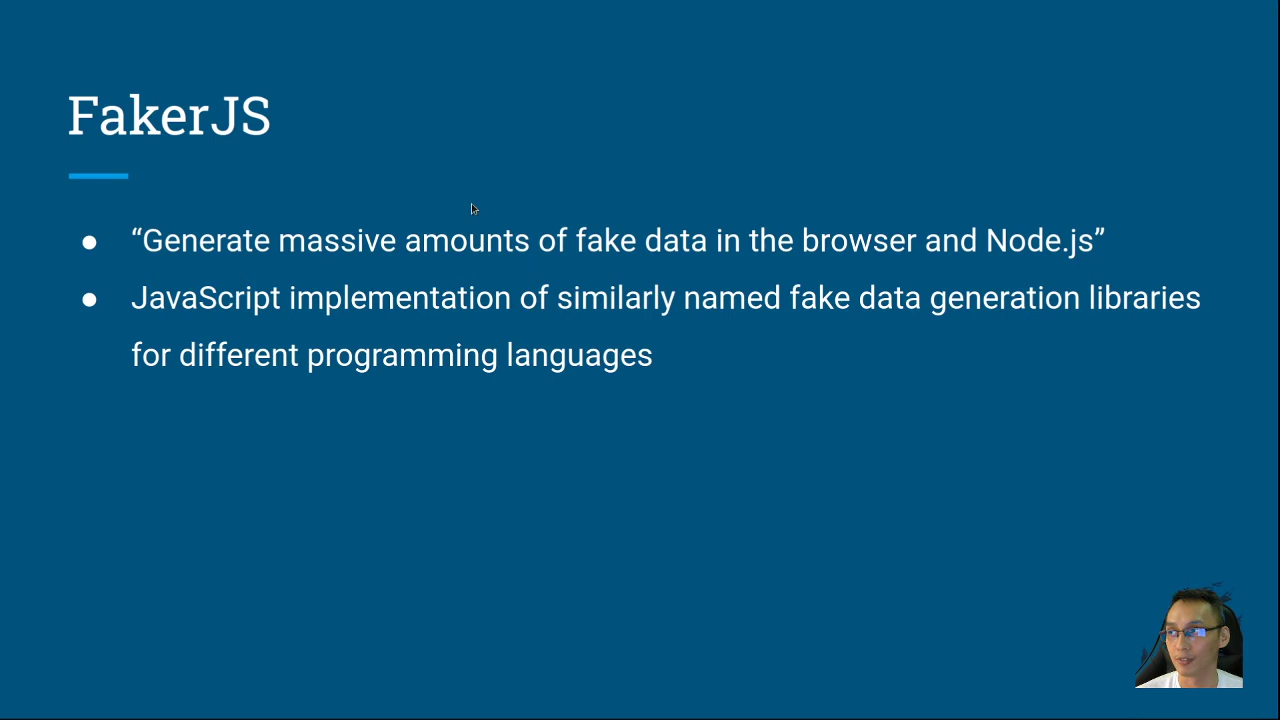 FakerJS
● “Generate massive amounts of fake data in the browser and Node.js”
● JavaScript implementation of similarly named fake data generation libraries
for different programming languages